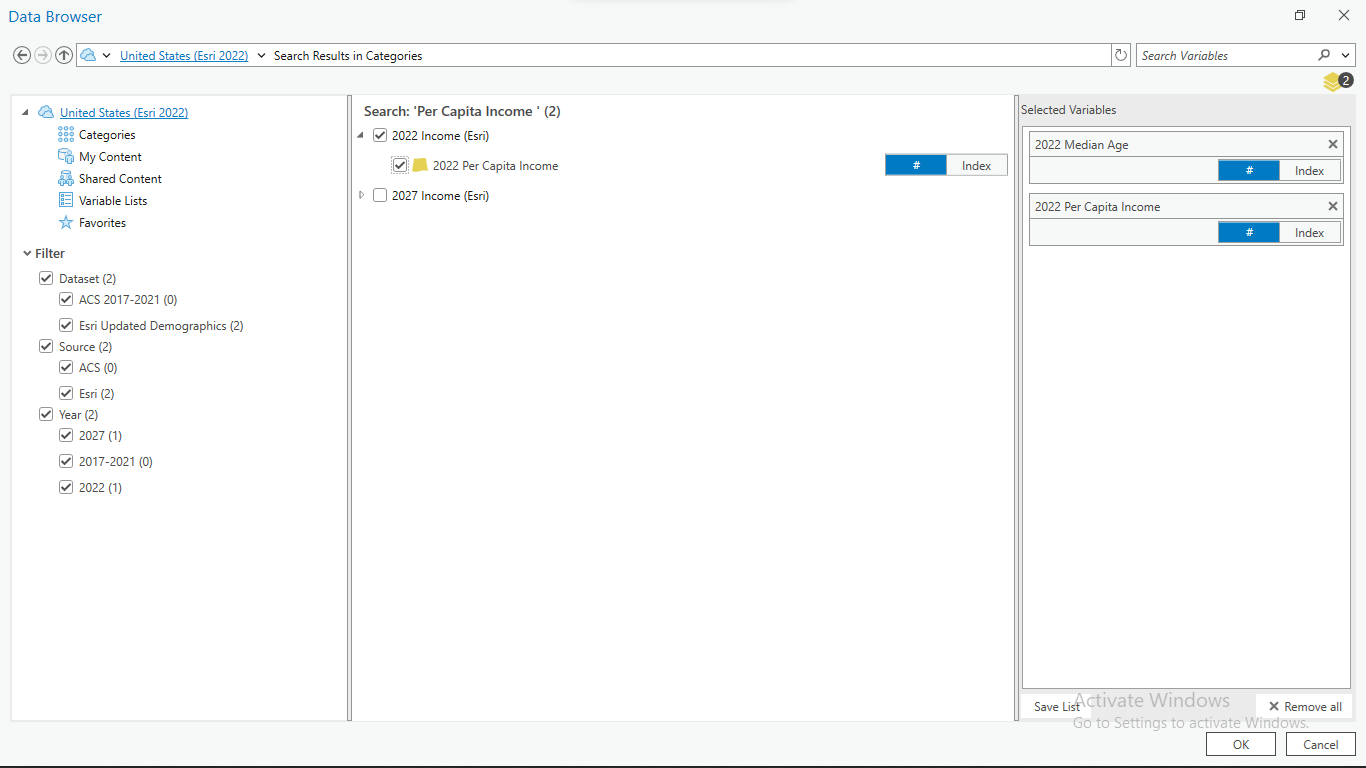 Data Browser
United States (Esri 2022) Search Results in Categories
Search Variables
2
United States (Esri 2022)
Categories
My Content
Shared Content
Variable Lists
Favorites
Filter
Dataset (2)
ACS 2017-2021 (0)
Esri Updated Demographics (2)
Source (2)
ACS (0)
Esri (2)
Year (2)
2027 (1)
2017-2021 (0)
2022 (1)
Search: 'Per Capita Income ' (2)
2022 Income (Esri)
2022 Per Capita Income # Index
2027 Income (Esri)
Selected Variables
2022 Median Age
# Index
2022 Per Capita Income
# Index
Save List
Remove all
Activate Windows
Go to Settings to activate Windows.
OK Cancel